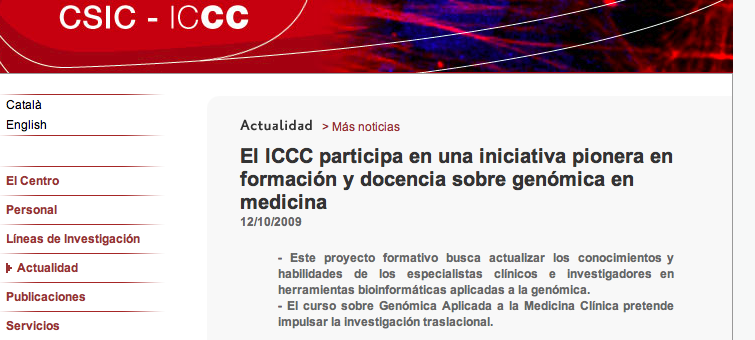 CSIC - ICCC
Català
English
El Centro
Personal
Líneas de Investigación
Actualidad
Publicaciones
Servicios
Actualidad > Más noticias
El ICCC participa en una iniciativa pionera en
formación y docencia sobre genómica en
medicina
12/10/2009
- Este proyecto formativo busca actualizar los conocimientos y
habilidades de los especialistas clínicos e investigadores en
herramientas bioinformáticas aplicadas a la genómica.
- El curso sobre Genómica Aplicada a la Medicina Clínica pretende
impulsar la investigación traslacional.